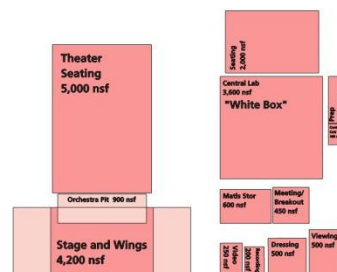 Theater
Seating
5,000 nsf
Orchestra Pit 900 nsf
Stage and Wings
4,200 nsf
Seating
2,000 nsf
Central Lab
3,600 nsf
"White Box"
Prep
Matls Stor
600 nsf
Meeting/
Breakout
450 nsf
Video
250 nsf
200 nsf
Dressing
500 nsf
Viewing
500 nsf